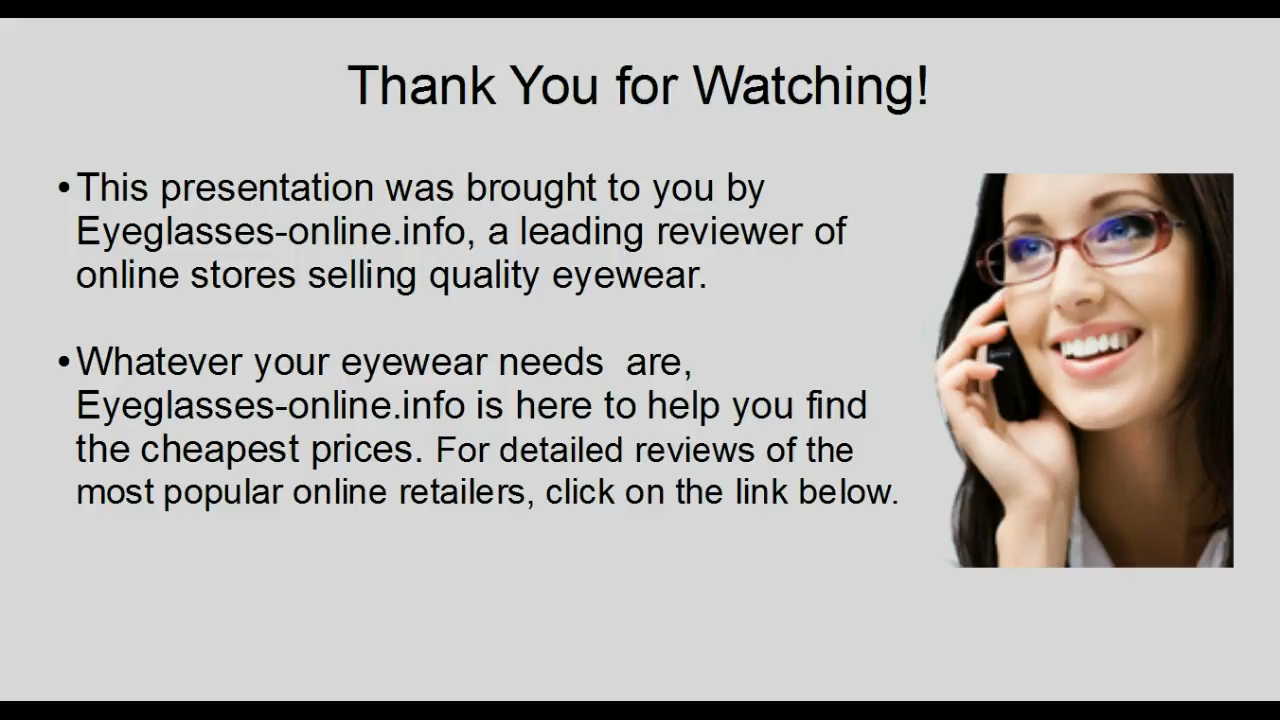 Thank You for Watching!
•This presentation was brought to you by
Eyeglasses-online.info, a leading reviewer of
online stores selling quality eyewear.
•Whatever your eyewear needs  are,
Eyeglasses-online.info is here to help you find
the cheapest prices. For detailed reviews of the
most popular online retailers, click on the link below.